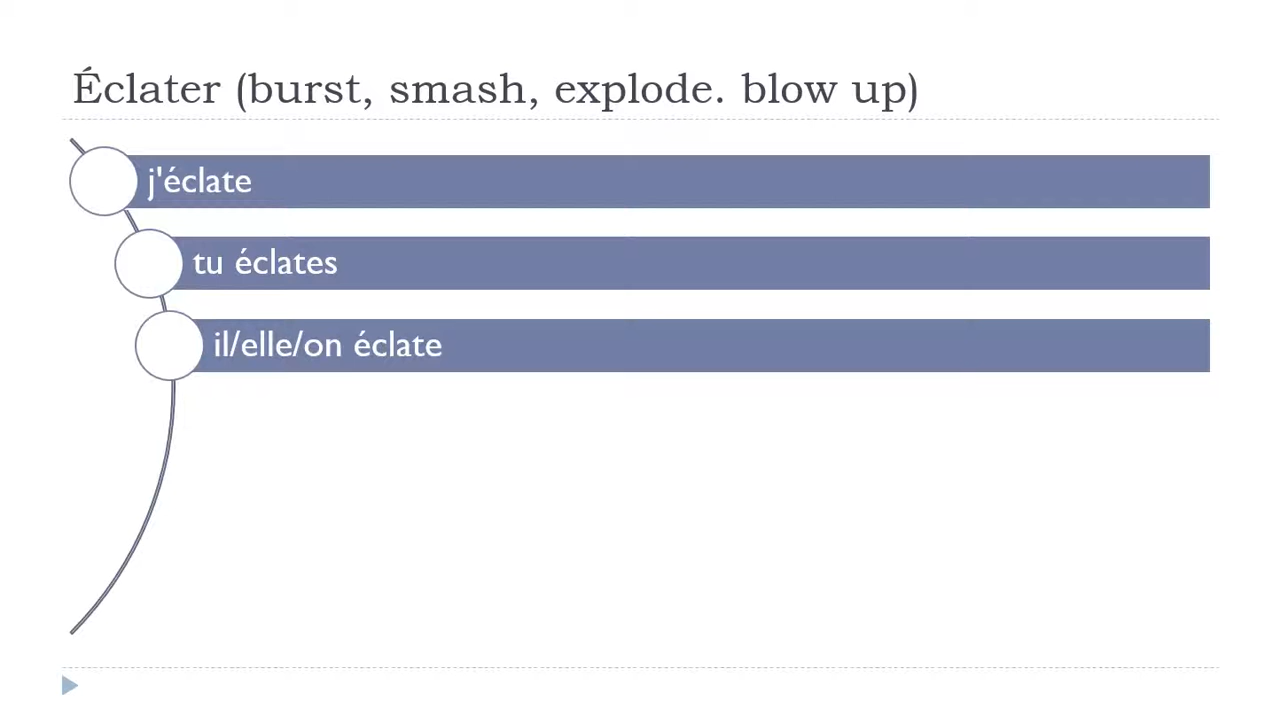 Éclater (burst, smash, explode. blow up)
j'éclate
tu éclates
il/elle/on éclate